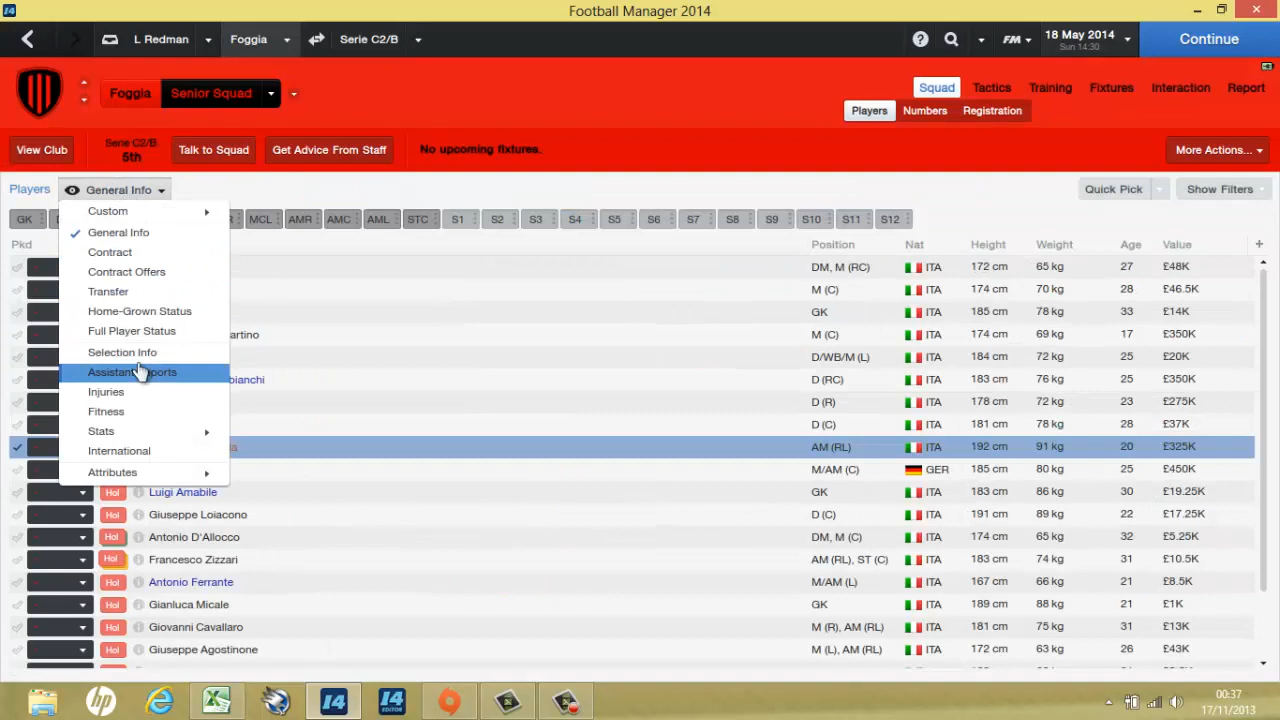 Football Manager 2014
L Redman
Foggia
Serie C2/B
FM
18 May 2014
Sun 14:30
Continue
Foggia
Senior Squad
Squad
Tactics
Training
Fixtures
Interaction
Report
Players
Numbers
Registration
View Club
Serie C2/B
5th
Talk to Squad
Get Advice From Staff
No upcoming fixtures.
More Actions...
Players
General Info
Quick Pick
Show Filters
Custom
General Info
Contract
Contract Offers
Transfer
Home-Grown Status
Full Player Status
Selection Info
Injuries
Fitness
Stats
International
Attributes
GK
MCL AMR AMC AML STC S1 S2 S3 S4 S5 S6 S7 S8 S9 S10 S11 S12
Pkd Position Nat Height Weight Age Value
DM, M (RC) ITA 172 cm 65 kg 27 £48K
M (C) ITA 174 cm 70 kg 28 £46.5K
GK ITA 185 cm 78 kg 33 £14K
artino M (C) ITA 174 cm 69 kg 17 £350K
D/WB/M (L) ITA 184 cm 72 kg 25 £20K
bianchi D (RC) ITA 183 cm 76 kg 25 £350K
D (R) ITA 178 cm 72 kg 23 £275K
D (C) ITA 181 cm 78 kg 28 £37K
a AM (RL) ITA 192 cm 91 kg 20 £325K
M/AM (C) GER 185 cm 80 kg 25 £450K
Hol Luigi Amabile GK ITA 183 cm 86 kg 30 £19.25K
Hol Giuseppe Loiacono D (C) ITA 191 cm 89 kg 22 £17.25K
Hol Antonio D'Allocco DM, M (C) ITA 174 cm 65 kg 32 £5.25K
Hol Francesco Zizzari AM (RL), ST (C) ITA 183 cm 74 kg 31 £10.5K
Hol Antonio Ferrante M/AM (L) ITA 167 cm 66 kg 21 £8.5K
Hol Gianluca Micale GK ITA 189 cm 88 kg 21 £1K
Hol Giovanni Cavallaro M (R), AM (RL) ITA 181 cm 75 kg 31 £13K
Hol Giuseppe Agostinone M (L), AM (RL) ITA 172 cm 63 kg 26 £43K
hp
14
14
EDITOR
00:37
17/11/2013